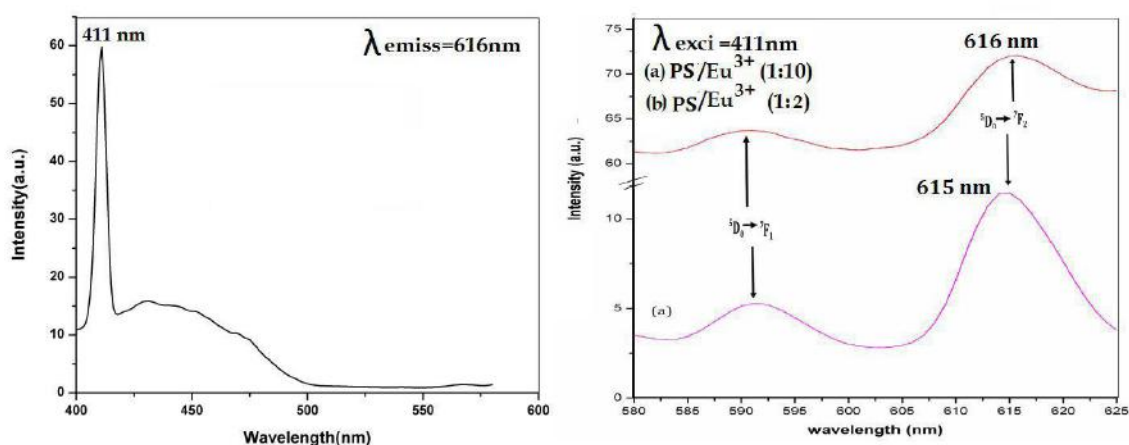 411 nm
λ emiss=616nm
60
50
40
30
20
10
0
Intensity(a.u.)
400 450 500 550 600
Wavelength(nm)
λ exci =411nm
(a) PS/Eu³⁺ (1:10)
(b) PS/Eu³⁺ (1:2)
616 nm
⁵D₀→⁷F₂
615 nm
⁵D₀→⁷F₁
(a)
75
70
65
60
10
5
0
Intensity (a.u.)
580 585 590 595 600 605 610 615 620 625
wavelength (nm)